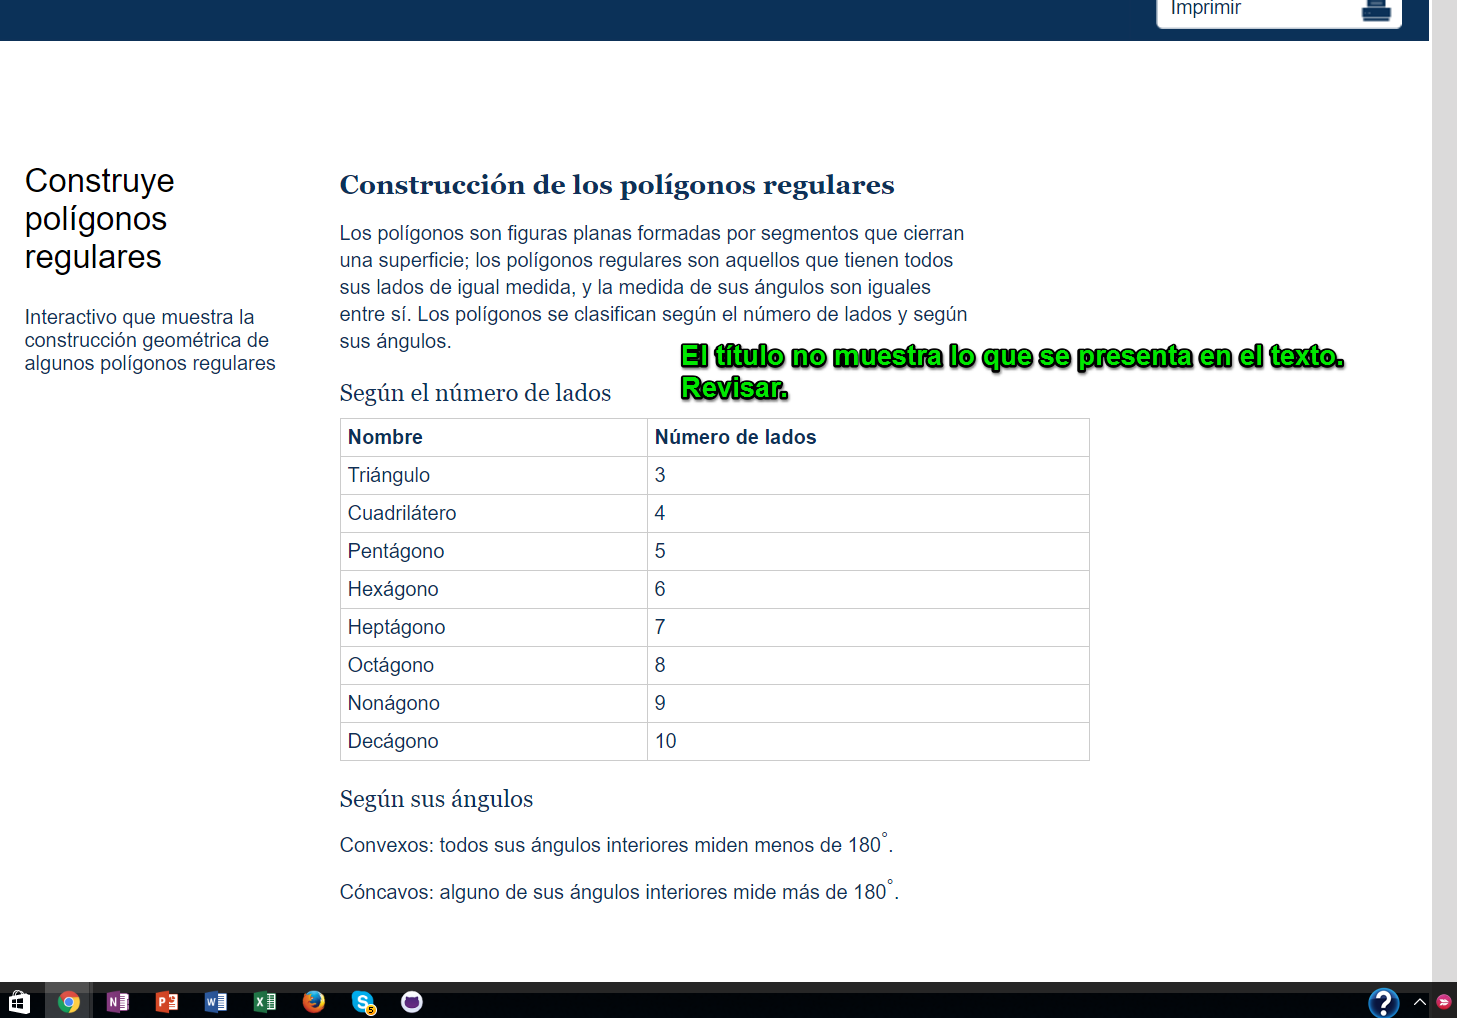 Imprimir
Construye
polígonos
regulares
Interactivo que muestra la
construcción geométrica de
algunos polígonos regulares
Construcción de los polígonos regulares
Los polígonos son figuras planas formadas por segmentos que cierran
una superficie; los polígonos regulares son aquellos que tienen todos
sus lados de igual medida, y la medida de sus ángulos son iguales
entre sí. Los polígonos se clasifican según el número de lados y según
sus ángulos.
El título no muestra lo que se presenta en el texto.
Revisar.
Según el número de lados
Nombre Número de lados
Triángulo 3
Cuadrilátero 4
Pentágono 5
Hexágono 6
Heptágono 7
Octágono 8
Nonágono 9
Decágono 10
Según sus ángulos
Convexos: todos sus ángulos interiores miden menos de 180°.
Cóncavos: alguno de sus ángulos interiores mide más de 180°.
N P W X S 5 ?